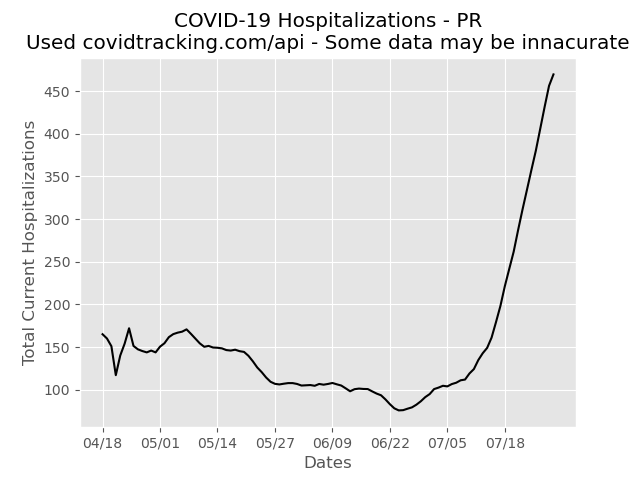 COVID-19 Hospitalizations - PR
Used covidtracking.com/api - Some data may be innacurate
Total Current Hospitalizations
450
400
350
300
250
200
150
100
04/18 05/01 05/14 05/27 06/09 06/22 07/05 07/18
Dates